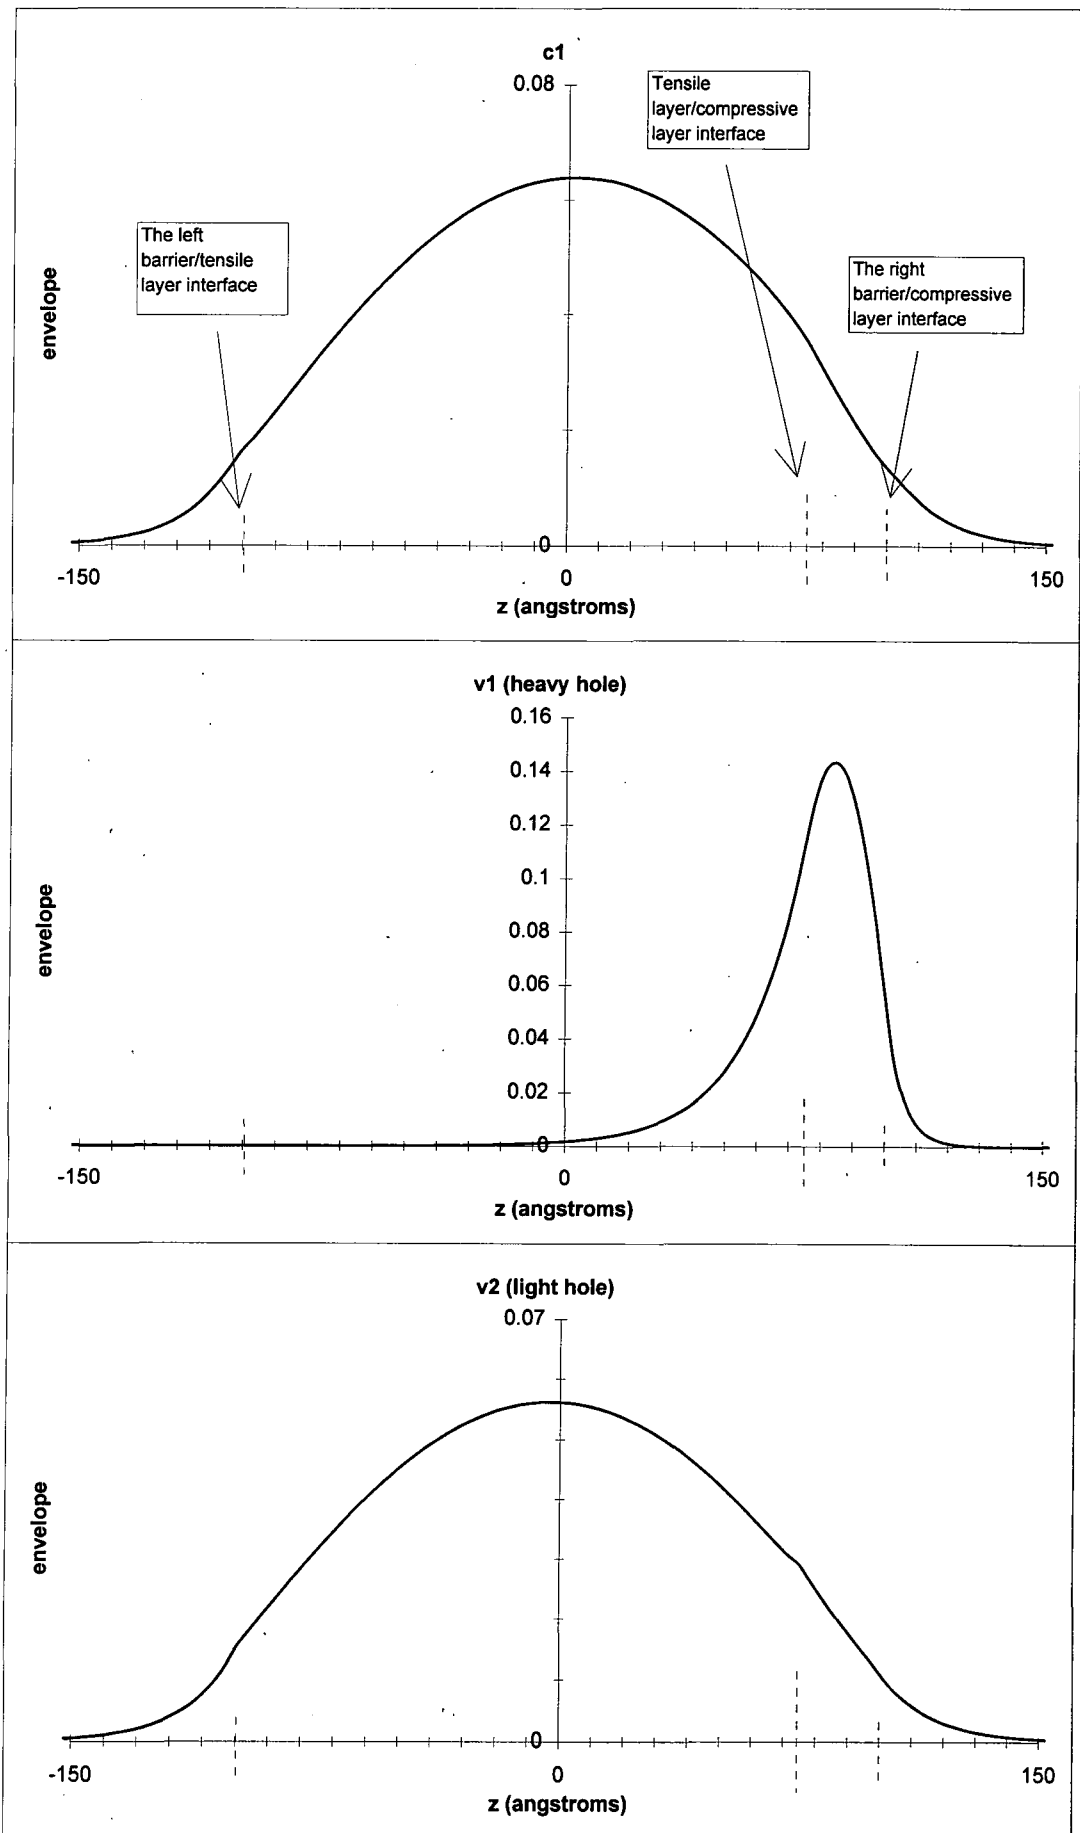 c1
0.08
Tensile
layer/compressive
layer interface
The left
barrier/tensile
layer interface
The right
barrier/compressive
layer interface
envelope
0
-150
0
150
z (angstroms)
v1 (heavy hole)
0.16
0.14
0.12
0.1
0.08
0.06
0.04
0.02
0
envelope
-150
0
150
z (angstroms)
v2 (light hole)
0.07
envelope
0
-150
0
150
z (angstroms)